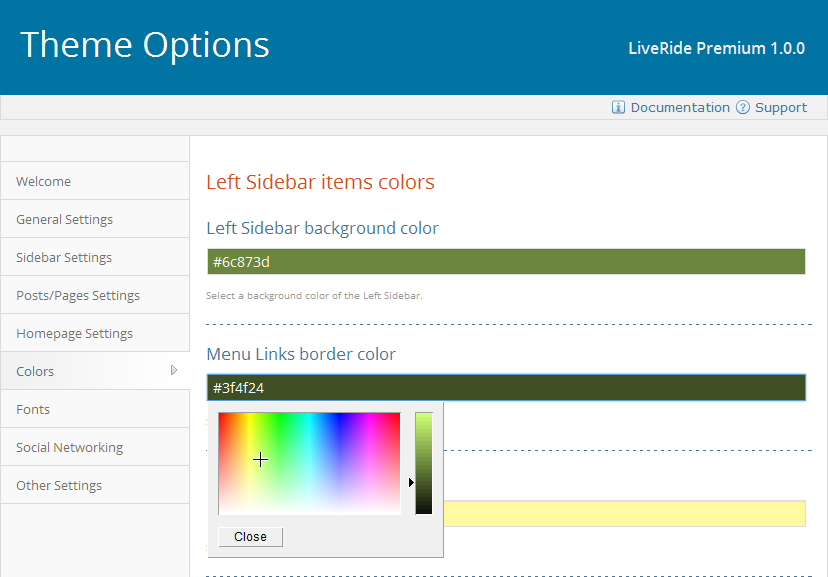 Theme Options
LiveRide Premium 1.0.0
Documentation
Support
Welcome
General Settings
Sidebar Settings
Posts/Pages Settings
Homepage Settings
Colors
Fonts
Social Networking
Other Settings
Left Sidebar items colors
Left Sidebar background color
#6c873d
Select a background color of the Left Sidebar.
Menu Links border color
#3f4f24
Close